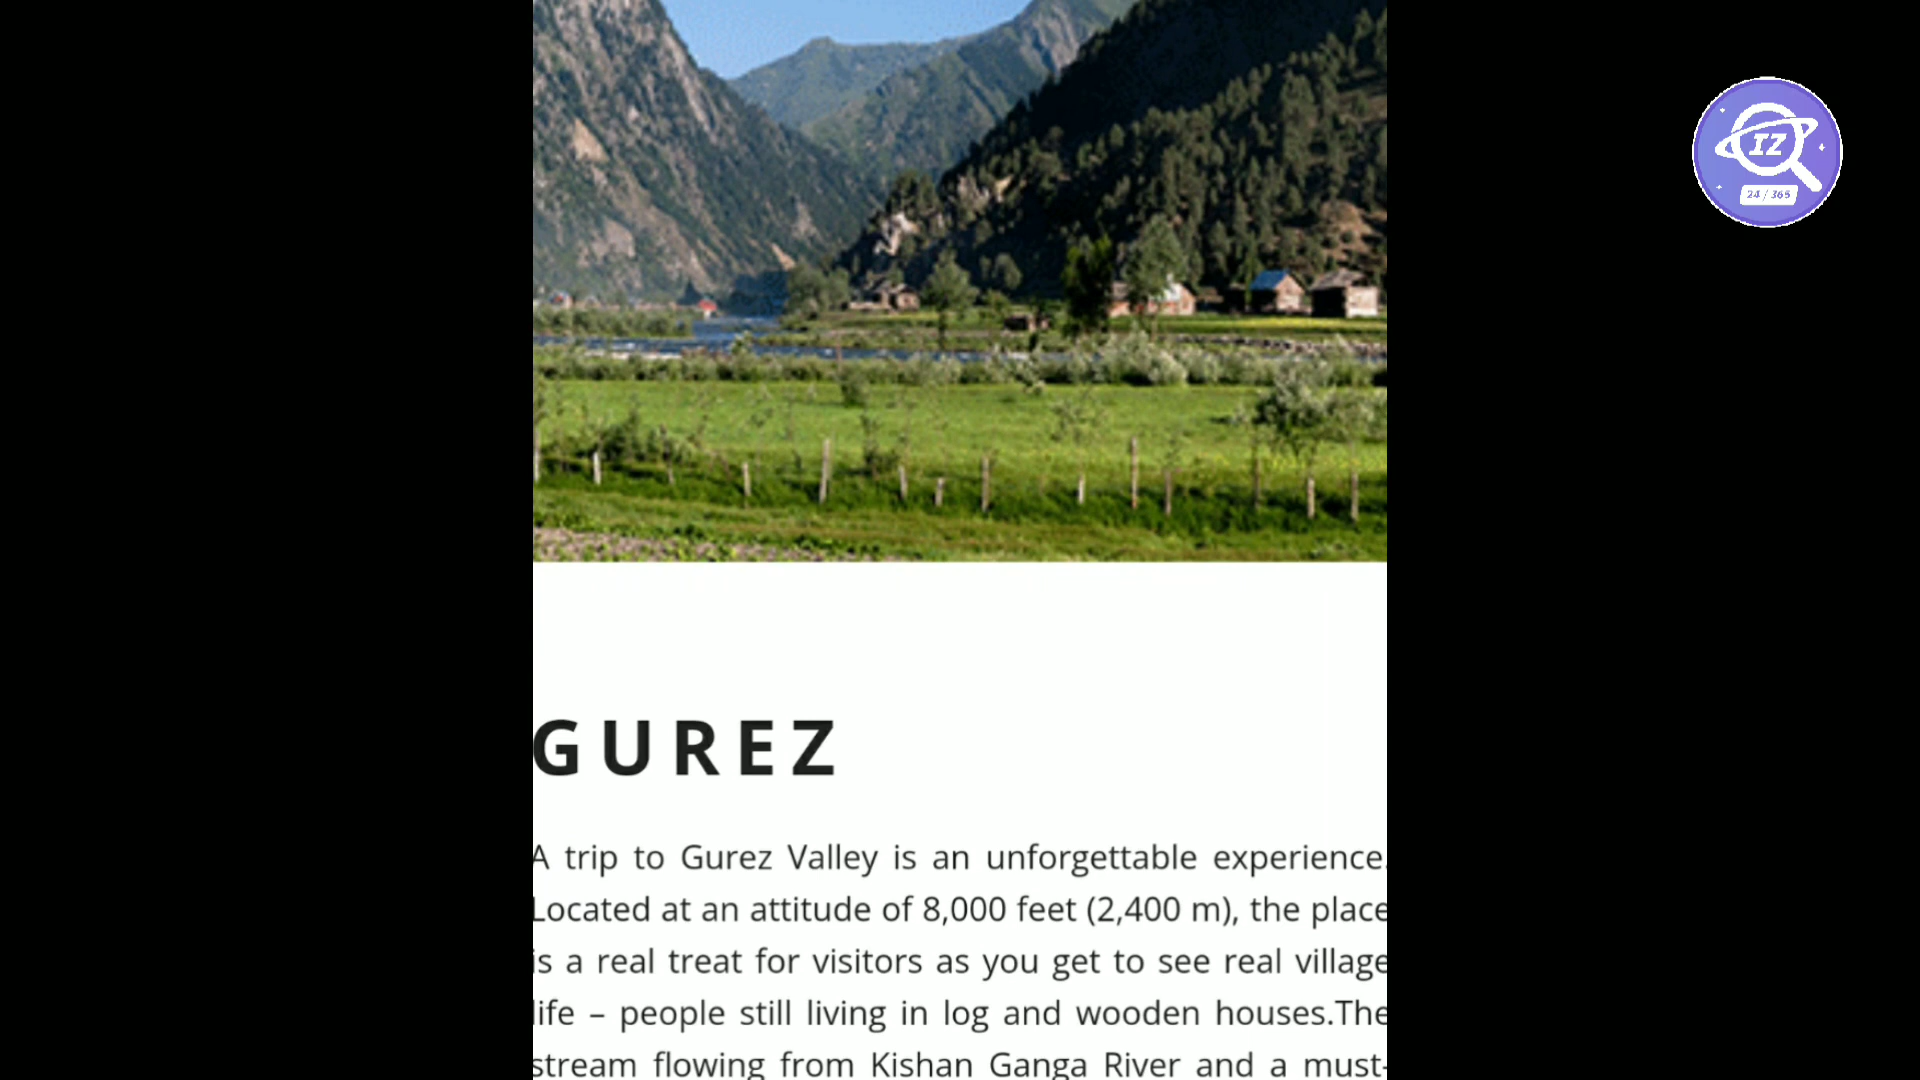 IZ
24 / 365
GUREZ
A trip to Gurez Valley is an unforgettable experience.
Located at an attitude of 8,000 feet (2,400 m), the place
is a real treat for visitors as you get to see real village
life – people still living in log and wooden houses.The
stream flowing from Kishan Ganga River and a must-